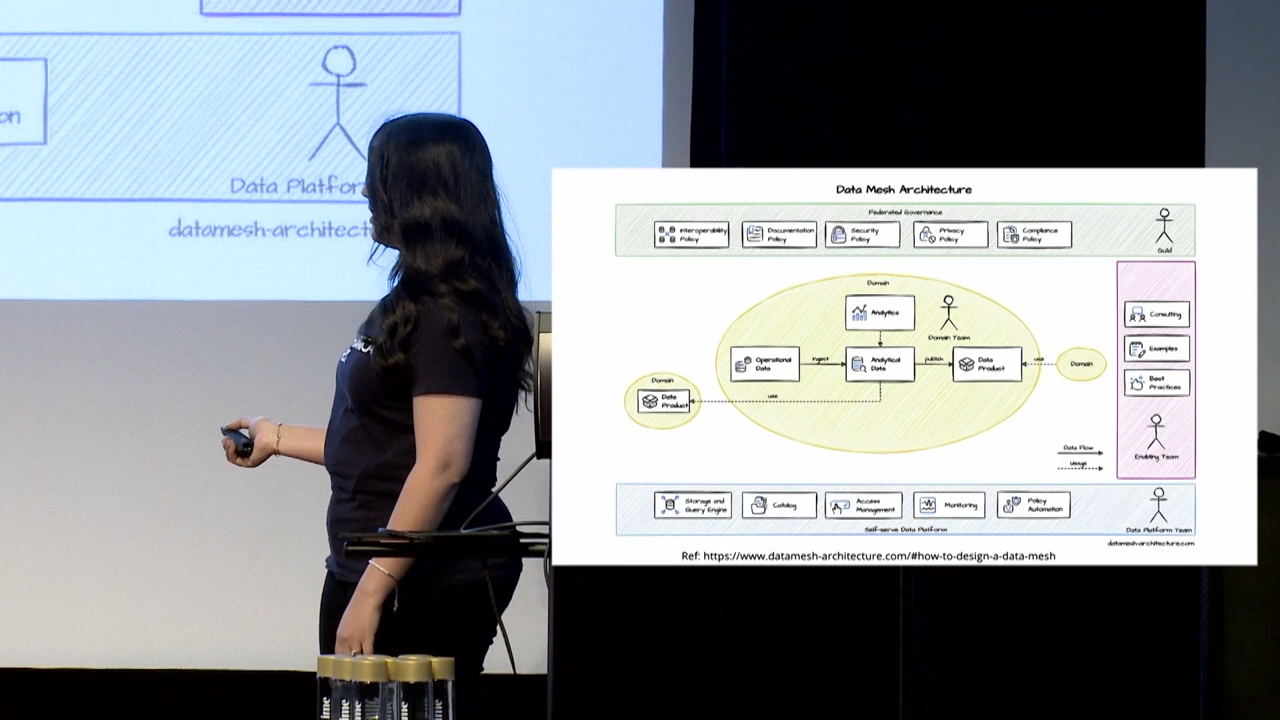 on
Data Platfor
datamesh-architect
Data Mesh Architecture
Federated Governance
Interoperability
Policy
Documentation
Policy
Security
Policy
Privacy
Policy
Compliance
Policy
Guild
Domain
Analytics
Domain Team
Operational
Data
ingest
Analytical
Data
publish
Data
Product
use
Domain
Domain
Data
Product
use
Consulting
Examples
Best
Practices
Enabling Team
Data Flow
Usage
Storage and
Query Engine
Catalog
Access
Management
Monitoring
Policy
Automation
Self-serve Data Platform
Data Platform Team
datamesh-architecture.com
Ref: https://www.datamesh-architecture.com/#how-to-design-a-data-mesh